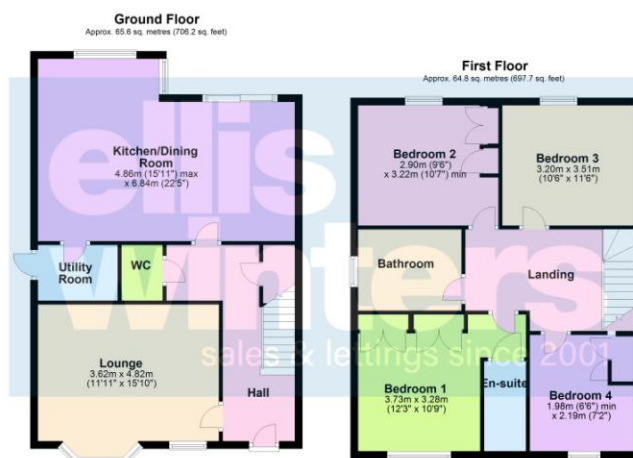 Ground Floor
Approx. 65.6 sq. metres (706.2 sq. feet)
Kitchen/Dining
Room
4.86m (15'11") max
x 6.84m (22'5")
Utility
Room
WC
Lounge
3.62m x 4.82m
(11'11" x 15'10")
Hall
First Floor
Approx. 64.8 sq. metres (697.7 sq. feet)
Bedroom 2
2.90m (9'6")
x 3.22m (10'7") min
Bedroom 3
3.20m x 3.51m
(10'6" x 11'6")
Bathroom
Landing
Bedroom 1
3.73m x 3.28m
(12'3" x 10'9")
En-suite
Bedroom 4
1.98m (6'6") min
x 2.19m (7'2")
ellis
winters
sales & lettings since 2001